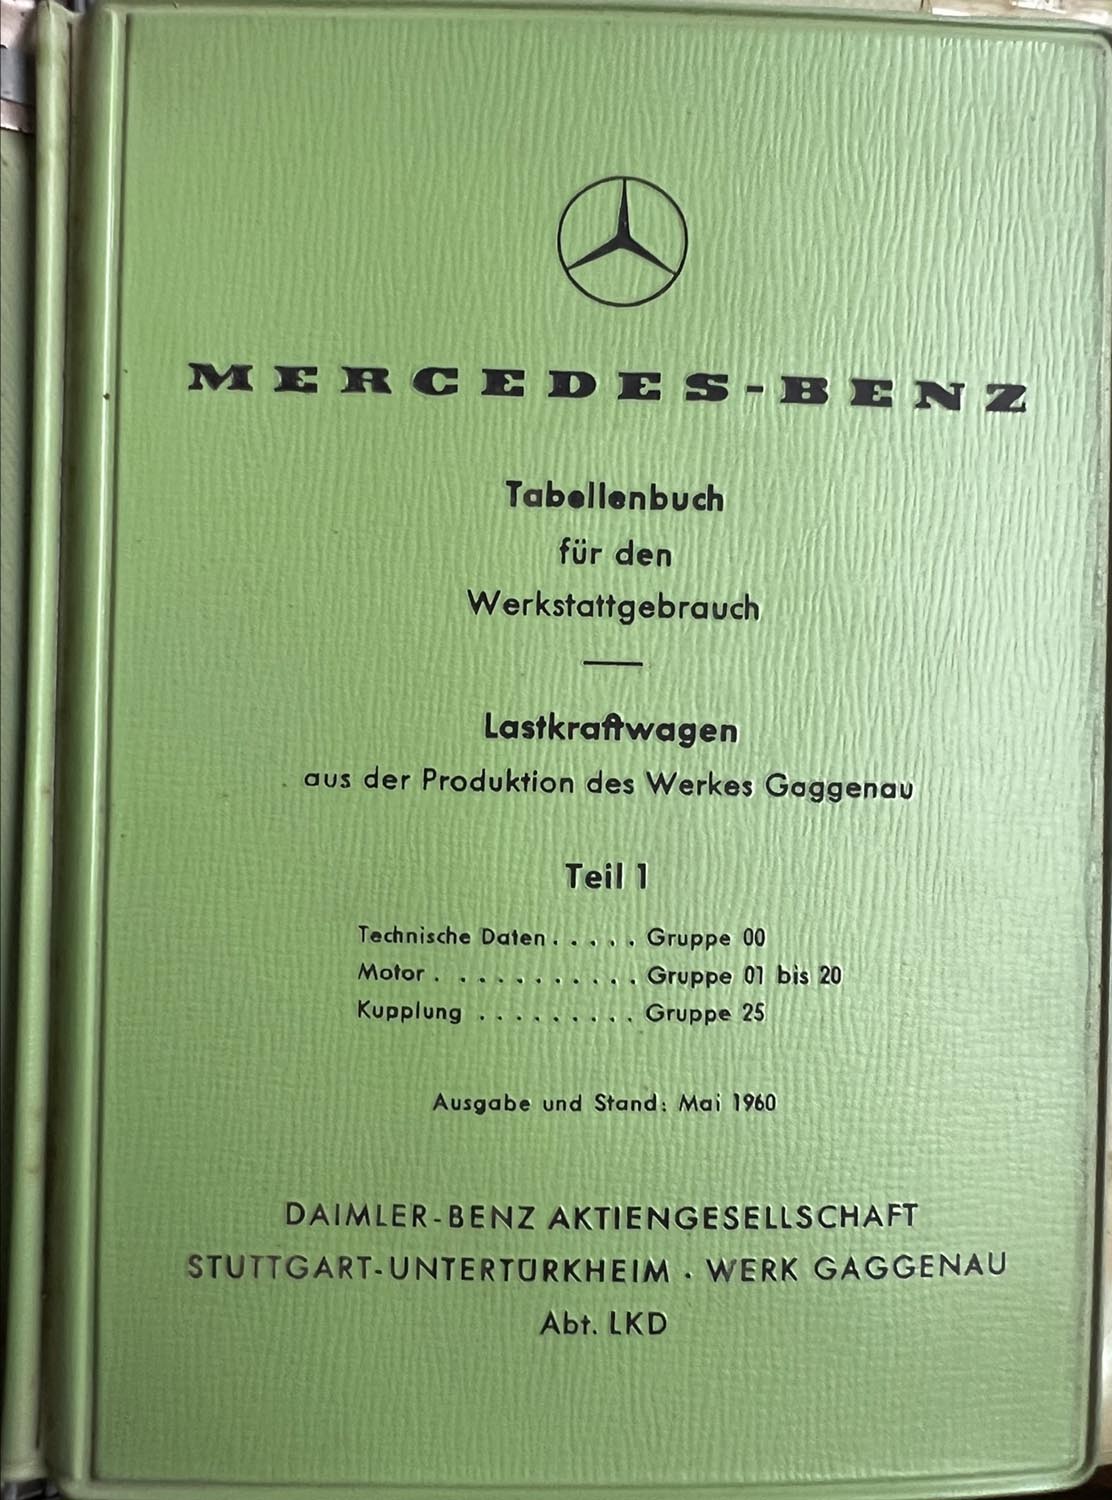 MERCEDES-BENZ
Tabellenbuch
für den
Werkstattgebrauch
Lastkraftwagen
aus der Produktion des Werkes Gaggenau
Teil 1
Technische Daten . . . . . Gruppe 00
Motor . . . . . . . . . . . Gruppe 01 bis 20
Kupplung . . . . . . . . . Gruppe 25
Ausgabe und Stand: Mai 1960
DAIMLER-BENZ AKTIENGESELLSCHAFT
STUTTGART-UNTERTÜRKHEIM · WERK GAGGENAU
Abt. LKD